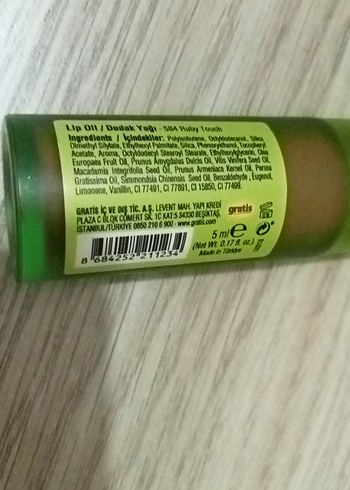 Lip Oil / Dudak Yağı - S04 Ruby Touch
Ingredients / İçindekiler: Polyisobutene, Octyldodecanol, Silica
Dimethyl Silylate, Ethylhexyl Palmitate, Silica, Phenoxyethanol, Tocopheryl
Acetate, Aroma, Octyldodecyl Stearoyl Stearate, Ethylhexylglycerin, Olea
Europaea Fruit Oil, Prunus Amygdalus Dulcis Oil, Vitis Vinifera Seed Oil,
Macadamia Integrifolia Seed Oil, Prunus Armeniaca Kernel Oil, Persea
Gratissima Oil, Simmondsia Chinensis Seed Oil, Benzaldehyde, Eugenol,
Limonene, Vanillin, CI 77491, CI 77891, CI 15850, CI 77499.
GRATİS İÇ VE DIŞ TİC. A.Ş. LEVENT MAH. YAPI KREDİ
PLAZA C BLOK CÖMERT SK. 1C KAT:5 34330 BEŞİKTAŞ,
İSTANBUL/TÜRKİYE 0850 210 6 900 - www.gratis.com
gratis
5 ml e
(Net Wt. 0.17 fl. oz.)
Made in Türkiye
8 684252 211234